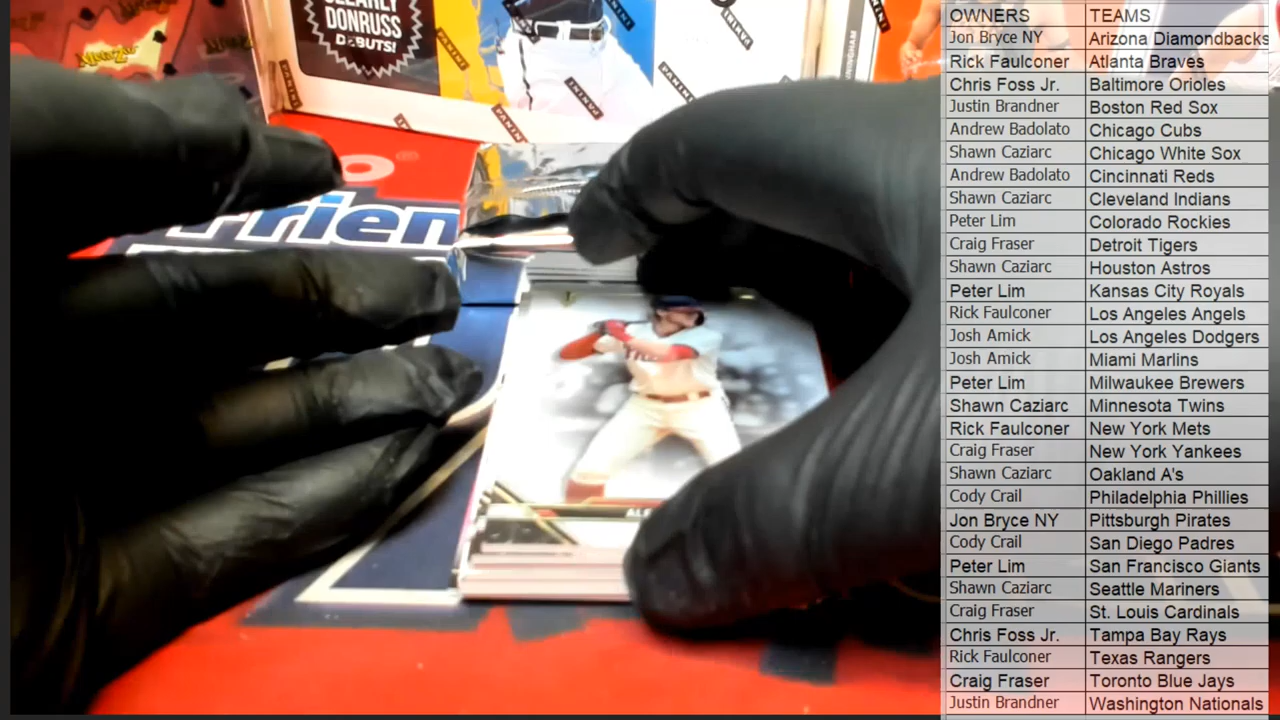 CLEARLY
DONRUSS
DEBUTS!
PANINI
PANINI
PANINI
PANINI
PANINI
Frien
ALE
OWNERS TEAMS
Jon Bryce NY Arizona Diamondbacks
Rick Faulconer Atlanta Braves
Chris Foss Jr. Baltimore Orioles
Justin Brandner Boston Red Sox
Andrew Badolato Chicago Cubs
Shawn Caziarc Chicago White Sox
Andrew Badolato Cincinnati Reds
Shawn Caziarc Cleveland Indians
Peter Lim Colorado Rockies
Craig Fraser Detroit Tigers
Shawn Caziarc Houston Astros
Peter Lim Kansas City Royals
Rick Faulconer Los Angeles Angels
Josh Amick Los Angeles Dodgers
Josh Amick Miami Marlins
Peter Lim Milwaukee Brewers
Shawn Caziarc Minnesota Twins
Rick Faulconer New York Mets
Craig Fraser New York Yankees
Shawn Caziarc Oakland A's
Cody Crail Philadelphia Phillies
Jon Bryce NY Pittsburgh Pirates
Cody Crail San Diego Padres
Peter Lim San Francisco Giants
Shawn Caziarc Seattle Mariners
Craig Fraser St. Louis Cardinals
Chris Foss Jr. Tampa Bay Rays
Rick Faulconer Texas Rangers
Craig Fraser Toronto Blue Jays
Justin Brandner Washington Nationals